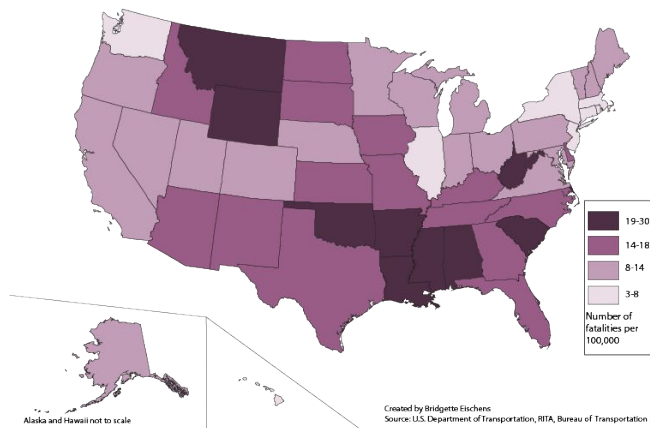 19-30
14-18
8-14
3-8
Number of
fatalities per
100,000
Created by Bridgette Eischens
Source: U.S. Department of Transportation, RITA, Bureau of Transportation
Alaska and Hawaii not to scale